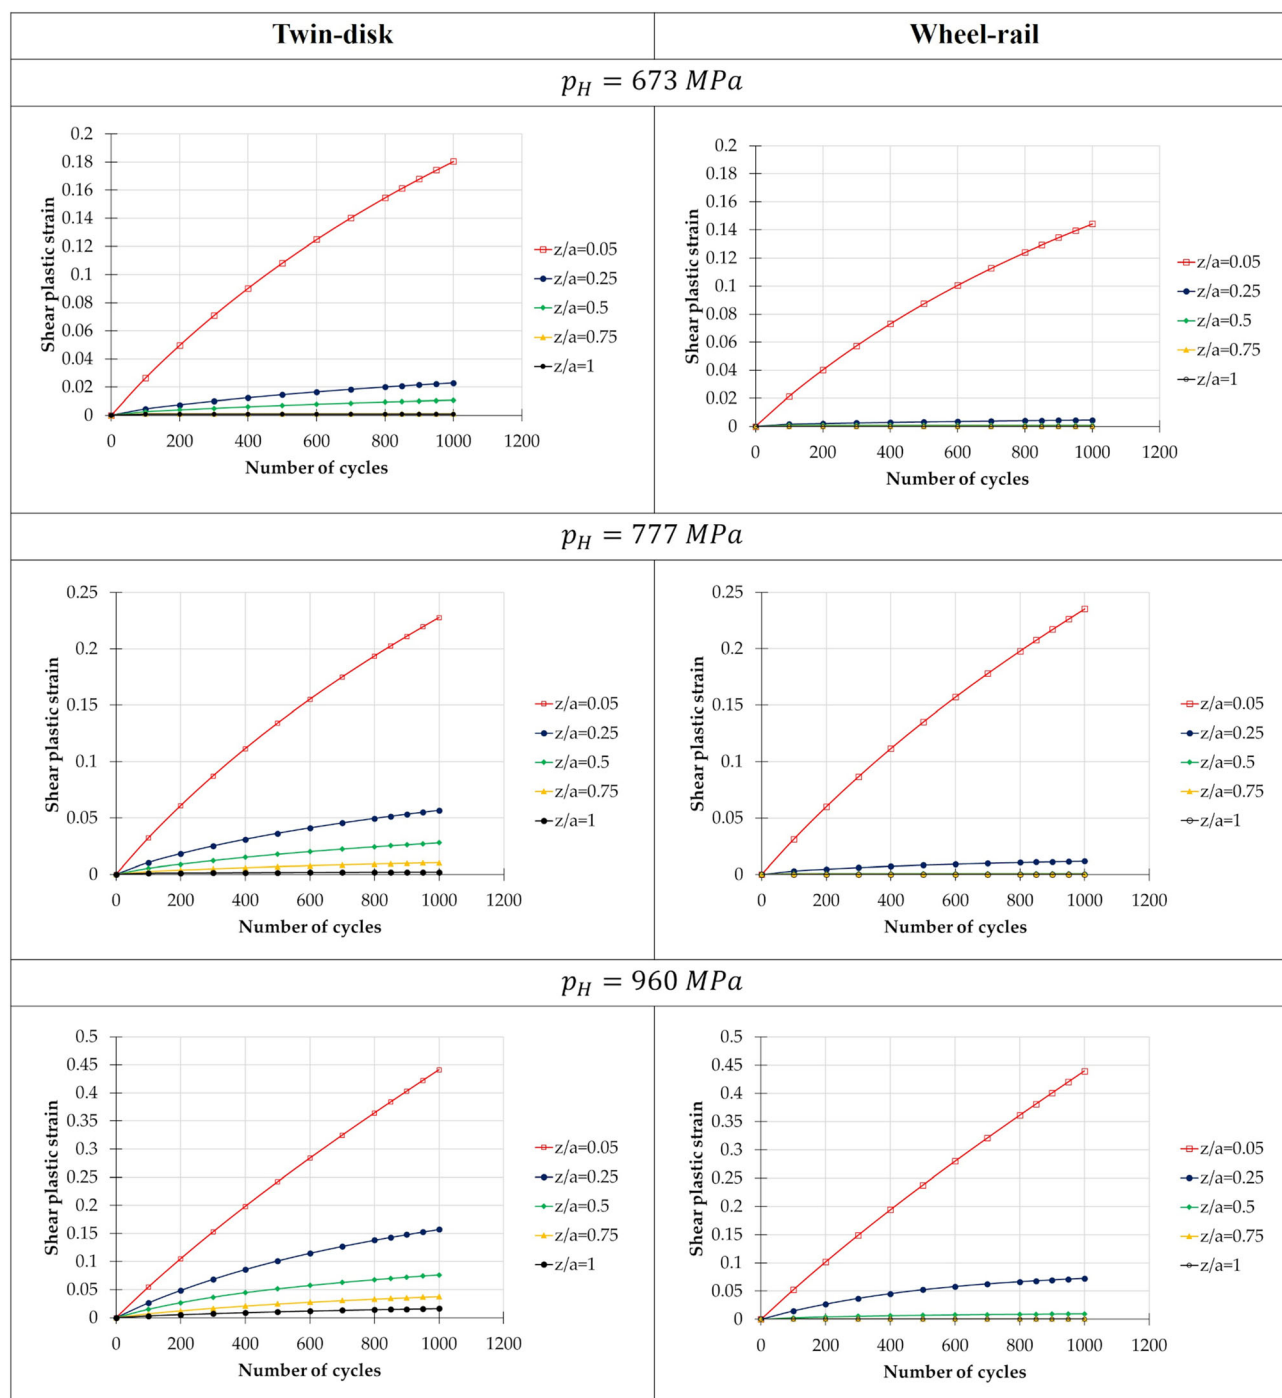 Twin-disk
Wheel-rail
p_H = 673 MPa
Shear plastic strain
0.2
0.18
0.16
0.14
0.12
0.1
0.08
0.06
0.04
0.02
0
0 200 400 600 800 1000 1200
Number of cycles
z/a=0.05
z/a=0.25
z/a=0.5
z/a=0.75
z/a=1
Shear plastic strain
0.2
0.18
0.16
0.14
0.12
0.1
0.08
0.06
0.04
0.02
0
0 200 400 600 800 1000 1200
Number of cycles
z/a=0.05
z/a=0.25
z/a=0.5
z/a=0.75
z/a=1
p_H = 777 MPa
Shear plastic strain
0.25
0.2
0.15
0.1
0.05
0
0 200 400 600 800 1000 1200
Number of cycles
z/a=0.05
z/a=0.25
z/a=0.5
z/a=0.75
z/a=1
Shear plastic strain
0.25
0.2
0.15
0.1
0.05
0
0 200 400 600 800 1000 1200
Number of cycles
z/a=0.05
z/a=0.25
z/a=0.5
z/a=0.75
z/a=1
p_H = 960 MPa
Shear plastic strain
0.5
0.45
0.4
0.35
0.3
0.25
0.2
0.15
0.1
0.05
0
0 200 400 600 800 1000 1200
Number of cycles
z/a=0.05
z/a=0.25
z/a=0.5
z/a=0.75
z/a=1
Shear plastic strain
0.5
0.45
0.4
0.35
0.3
0.25
0.2
0.15
0.1
0.05
0
0 200 400 600 800 1000 1200
Number of cycles
z/a=0.05
z/a=0.25
z/a=0.5
z/a=0.75
z/a=1